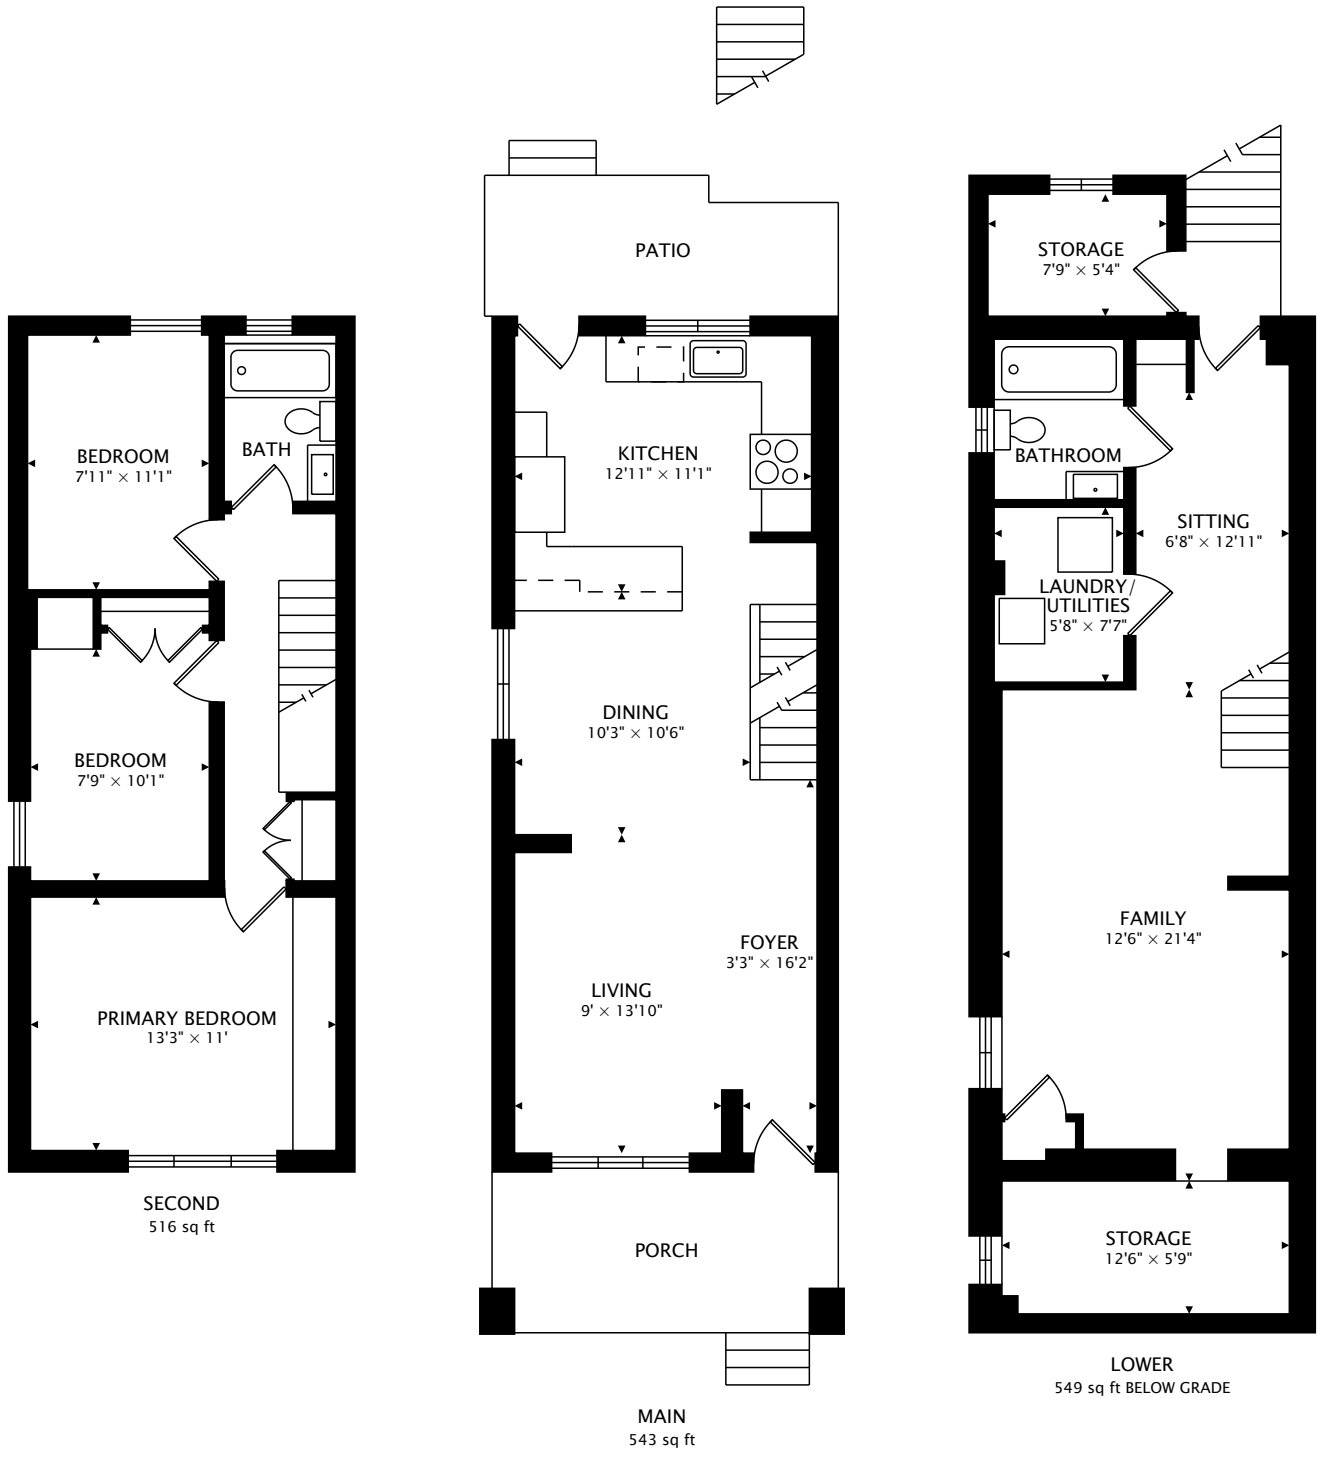 BEDROOM
7'11" × 11'1"
BATH
BEDROOM
7'9" × 10'1"
PRIMARY BEDROOM
13'3" × 11'
SECOND
516 sq ft
PATIO
KITCHEN
12'11" × 11'1"
DINING
10'3" × 10'6"
FOYER
3'3" × 16'2"
LIVING
9' × 13'10"
PORCH
MAIN
543 sq ft
STORAGE
7'9" × 5'4"
BATHROOM
SITTING
6'8" × 12'11"
LAUNDRY/
UTILITIES
5'8" × 7'7"
FAMILY
12'6" × 21'4"
STORAGE
12'6" × 5'9"
LOWER
549 sq ft BELOW GRADE